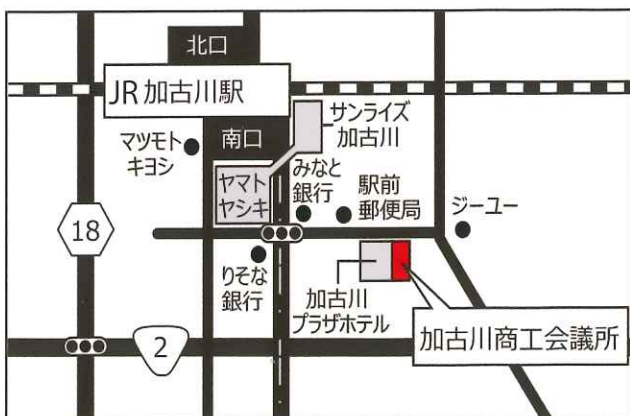 北口
JR 加古川駅
サンライズ
加古川
マツモト
キヨシ
南口
ヤマト
ヤシキ
みなと
銀行
駅前
郵便局
ジーユー
18
りそな
銀行
加古川
プラザホテル
加古川商工会議所
2